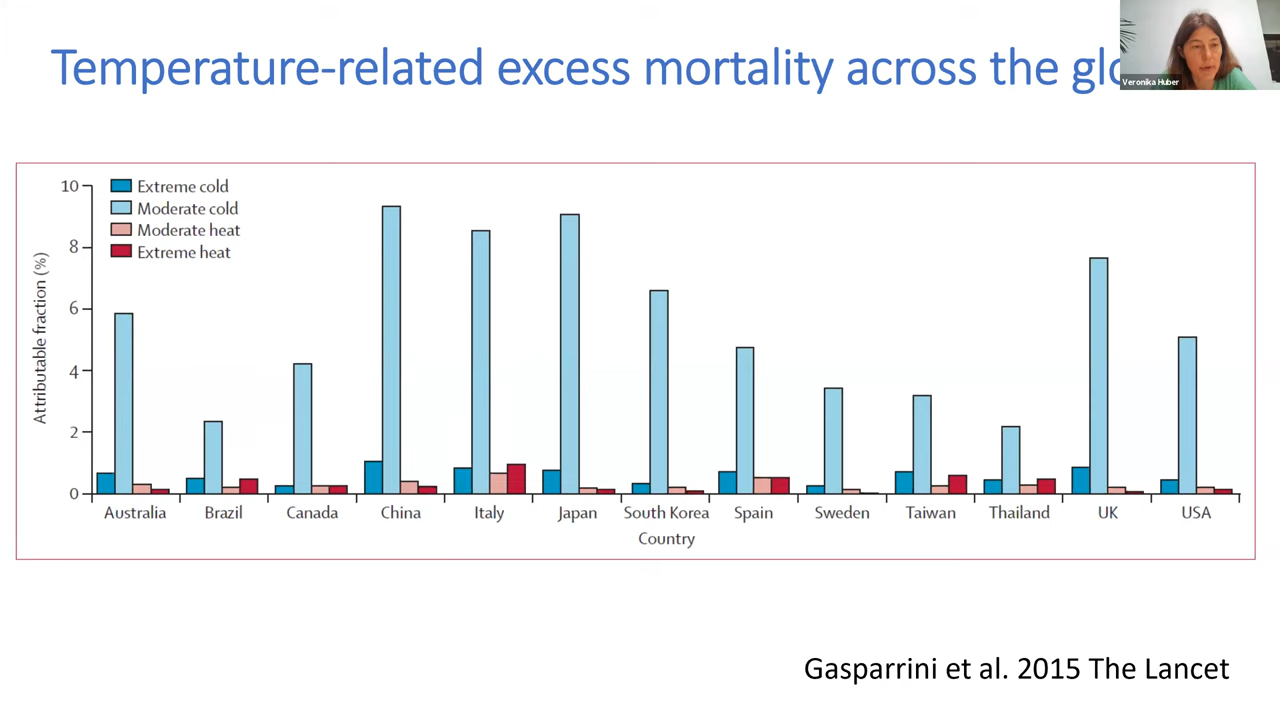 Temperature-related excess mortality across the
Veronika Huber
10
Extreme cold
Moderate cold
Moderate heat
Extreme heat
8
6
4
2
0
Attributable fraction (%)
Australia Brazil Canada China Italy Japan South Korea Spain Sweden Taiwan Thailand UK USA
Country
Gasparrini et al. 2015 The Lancet